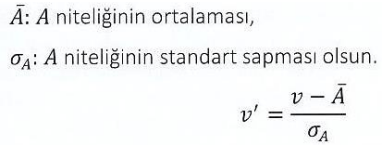 Ā: A niteliğinin ortalaması,
σ_A: A niteliğinin standart sapması olsun.
v' = (v − Ā) / σ_A